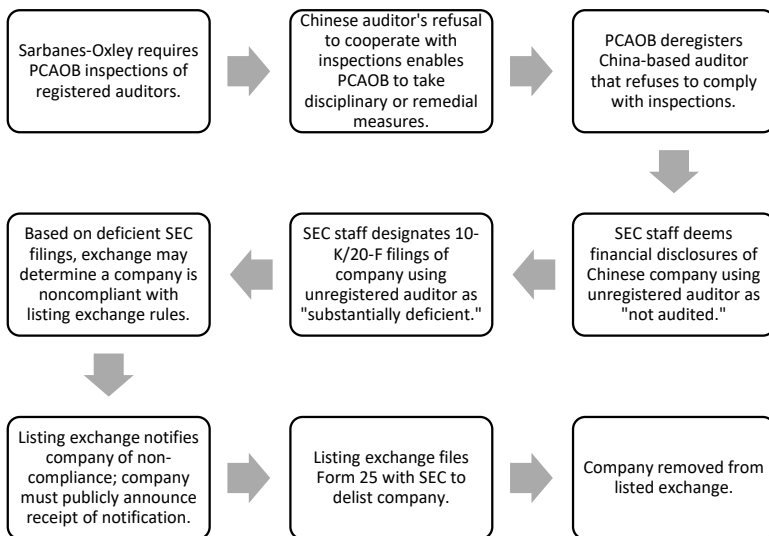 Sarbanes-Oxley requires
PCAOB inspections of
registered auditors.
Chinese auditor's refusal
to cooperate with
inspections enables
PCAOB to take
disciplinary or remedial
measures.
PCAOB deregisters
China-based auditor
that refuses to comply
with inspections.
SEC staff deems
financial disclosures of
Chinese company using
unregistered auditor as
"not audited."
SEC staff designates 10-
K/20-F filings of
company using
unregistered auditor as
"substantially deficient."
Based on deficient SEC
filings, exchange may
determine a company is
noncompliant with
listing exchange rules.
Listing exchange notifies
company of non-
compliance; company
must publicly announce
receipt of notification.
Listing exchange files
Form 25 with SEC to
delist company.
Company removed from
listed exchange.